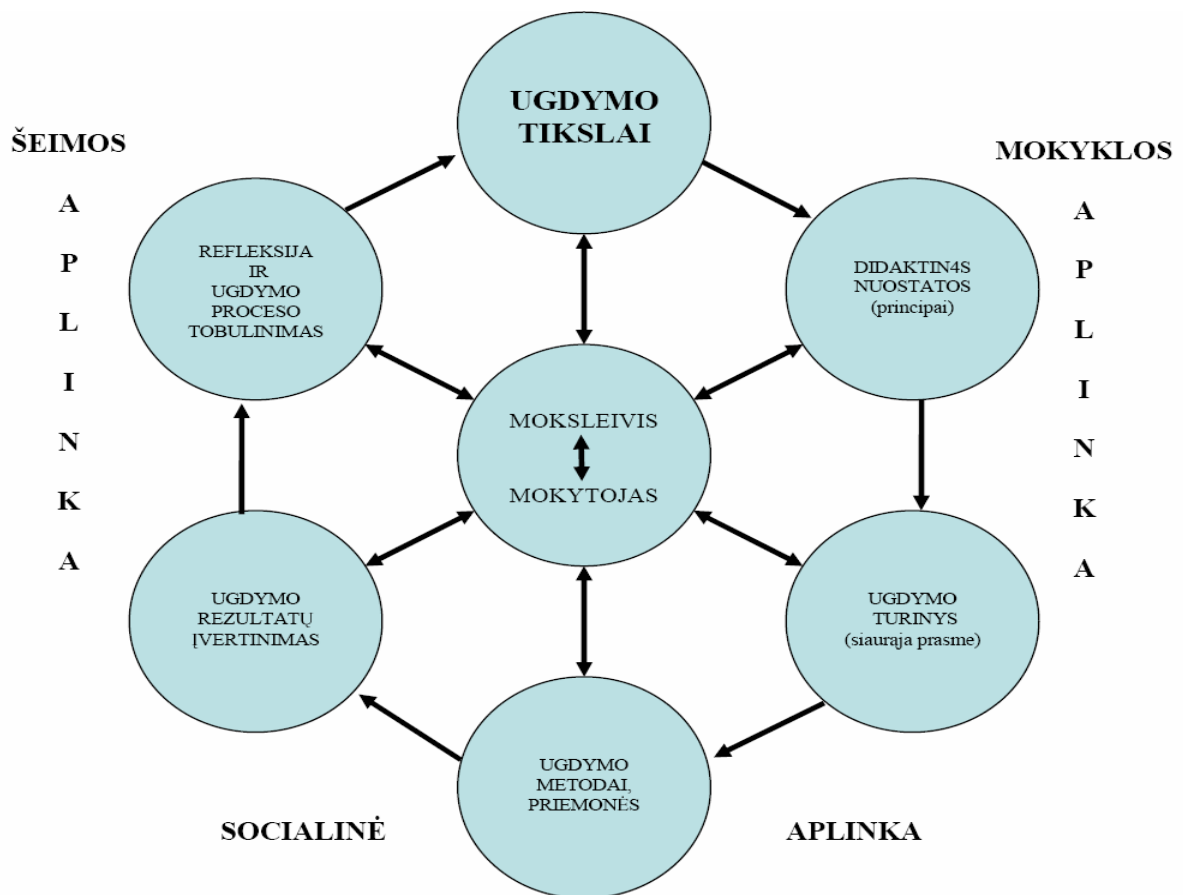 UGDYMO
TIKSLAI
ŠEIMOS
A
P
L
I
N
K
A
MOKYKLOS
A
P
L
I
N
K
A
REFLEKSIJA
IR
UGDYMO
PROCESO
TOBULINIMAS
DIDAKTIN4S
NUOSTATOS
(principai)
MOKSLEIVIS
MOKYTOJAS
UGDYMO
REZULTATŲ
ĮVERTINIMAS
UGDYMO
TURINYS
(siaurąja prasme)
UGDYMO
METODAI,
PRIEMONĖS
SOCIALINĖ APLINKA